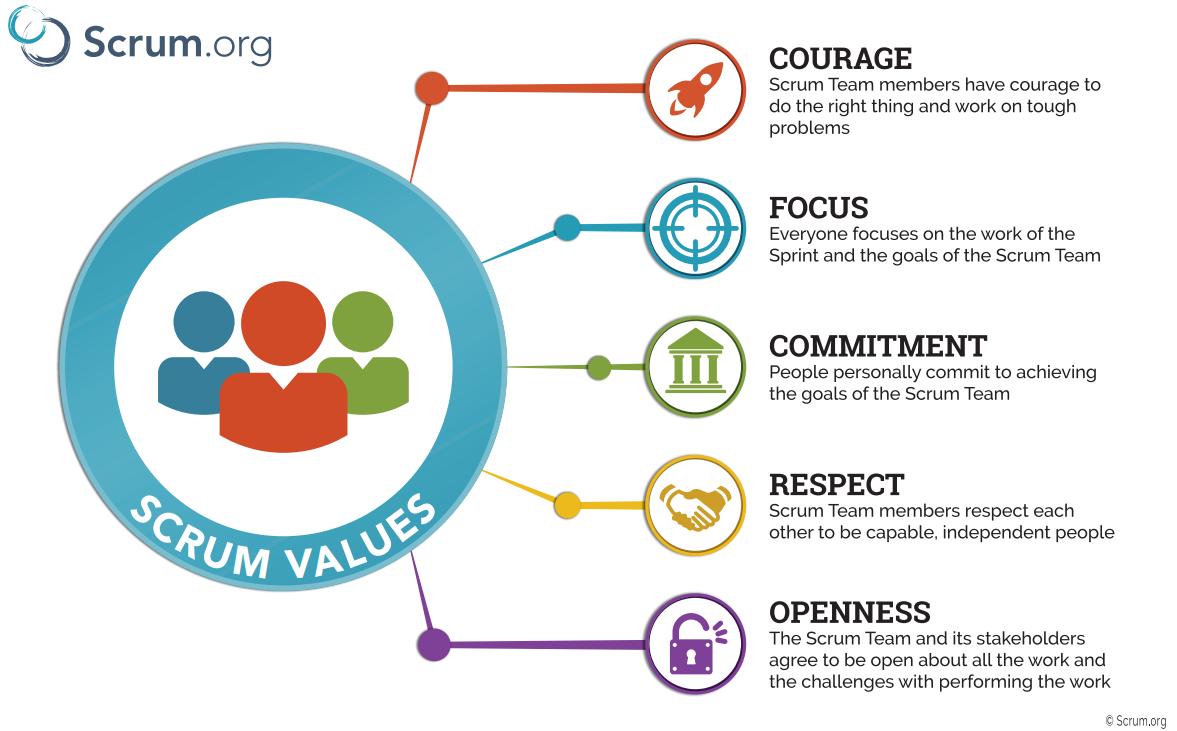 Scrum.org
SCRUM VALUES
COURAGE
Scrum Team members have courage to
do the right thing and work on tough
problems
FOCUS
Everyone focuses on the work of the
Sprint and the goals of the Scrum Team
COMMITMENT
People personally commit to achieving
the goals of the Scrum Team
RESPECT
Scrum Team members respect each
other to be capable, independent people
OPENNESS
The Scrum Team and its stakeholders
agree to be open about all the work and
the challenges with performing the work
© Scrum.org